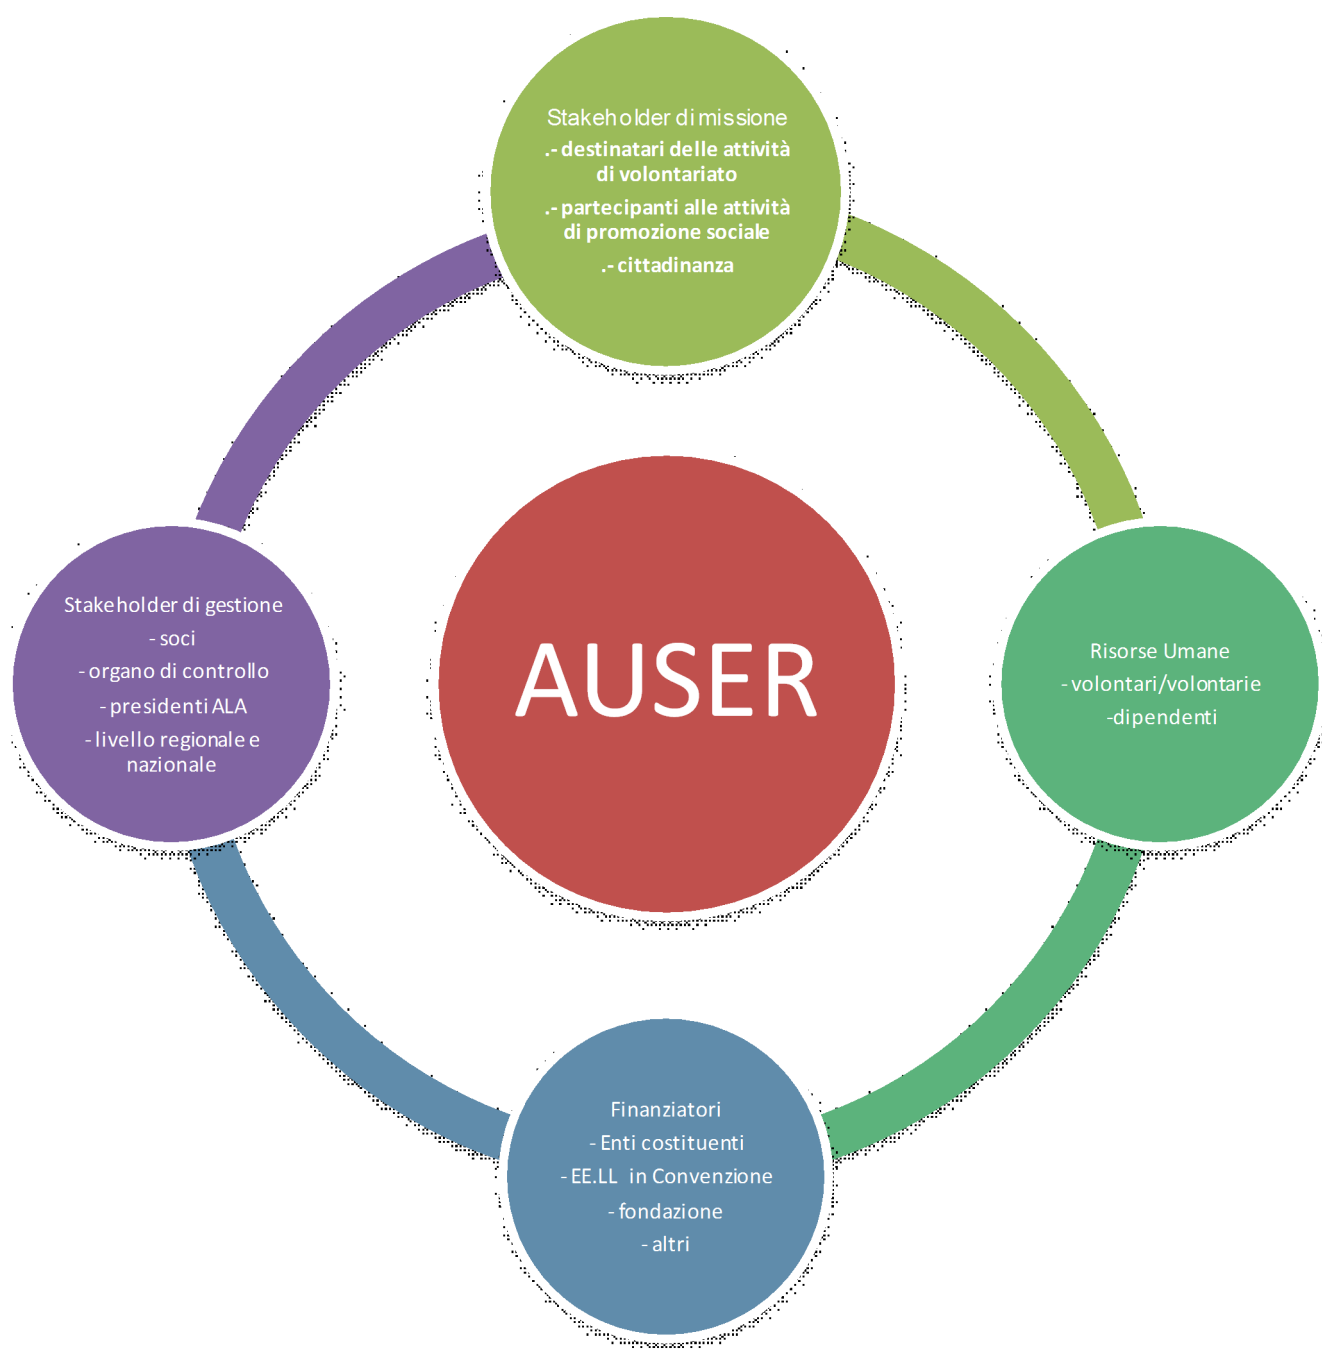 Stakeholder di missione
.- destinatari delle attività
di volontariato
.- partecipanti alle attività
di promozione sociale
.- cittadinanza
Stakeholder di gestione
- soci
- organo di controllo
- presidenti ALA
- livello regionale e
nazionale
AUSER
Risorse Umane
- volontari/volontarie
-dipendenti
Finanziatori
- Enti costituenti
- EE.LL in Convenzione
- fondazione
- altri